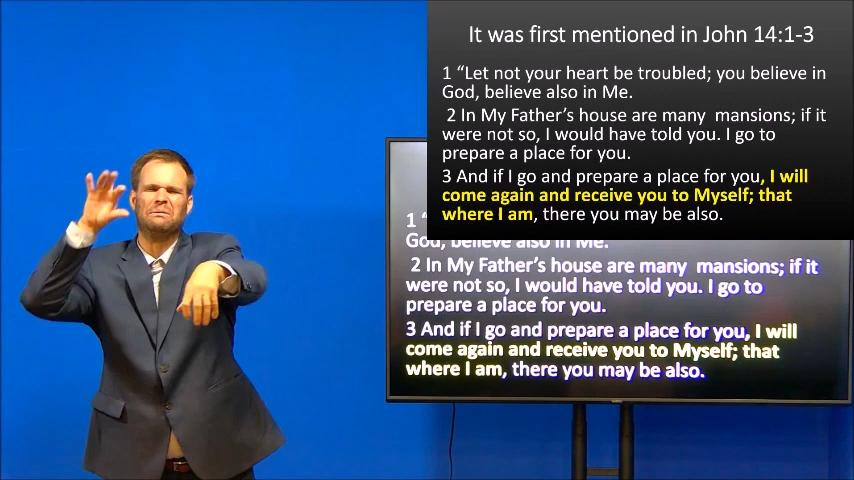 It was first mentioned in John 14:1-3
1 “Let not your heart be troubled; you believe in
God, believe also in Me.
2 In My Father’s house are many mansions; if it
were not so, I would have told you. I go to
prepare a place for you.
3 And if I go and prepare a place for you, I will
come again and receive you to Myself; that
where I am, there you may be also.
1 “
God, believe also in Me.
2 In My Father’s house are many mansions; if it
were not so, I would have told you. I go to
prepare a place for you.
3 And if I go and prepare a place for you, I will
come again and receive you to Myself; that
where I am, there you may be also.